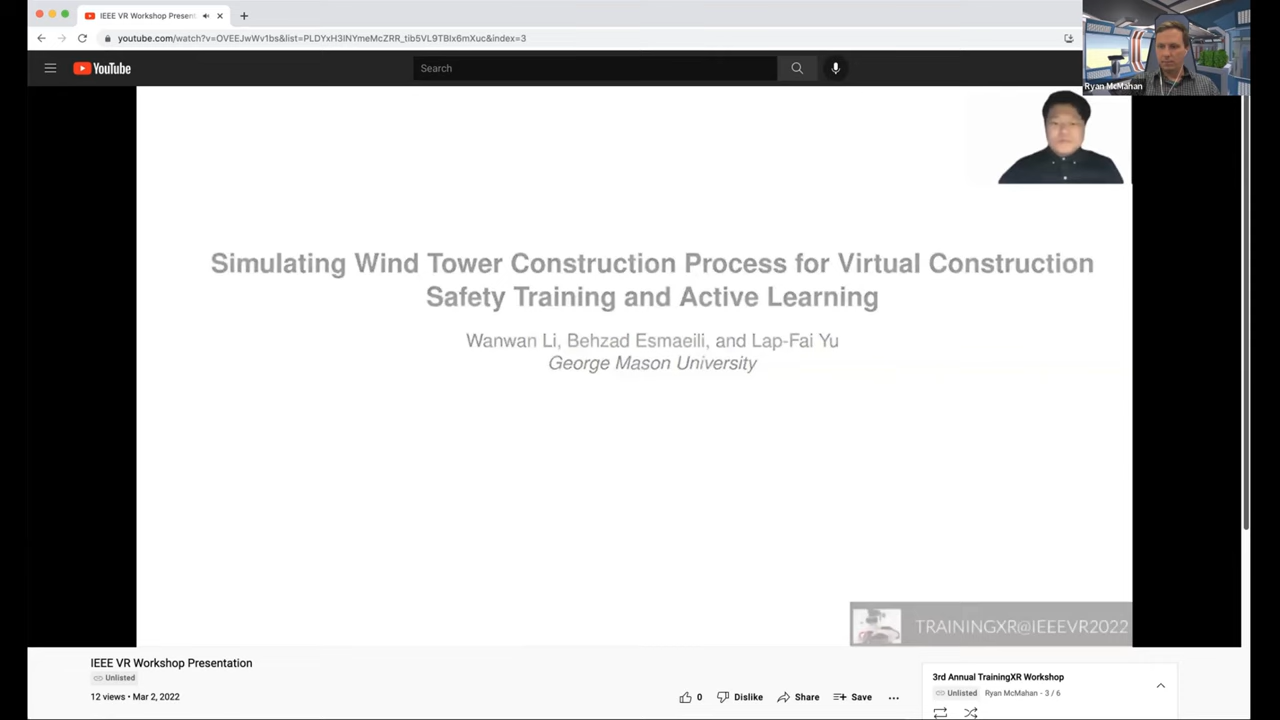 IEEE VR Workshop Present
youtube.com/watch?v=OVEEJwWv1bs&list=PLDYxH3INYmeMcZRR_tib5VL9TBIx6mXuc&index=3
Ryan McMahan
YouTube
Search
Simulating Wind Tower Construction Process for Virtual Construction
Safety Training and Active Learning
Wanwan Li, Behzad Esmaeili, and Lap-Fai Yu
George Mason University
TRAININGXR@IEEEVR2022
IEEE VR Workshop Presentation
Unlisted
12 views • Mar 2, 2022
0 Dislike Share Save
3rd Annual TrainingXR Workshop
Unlisted Ryan McMahan - 3 / 6